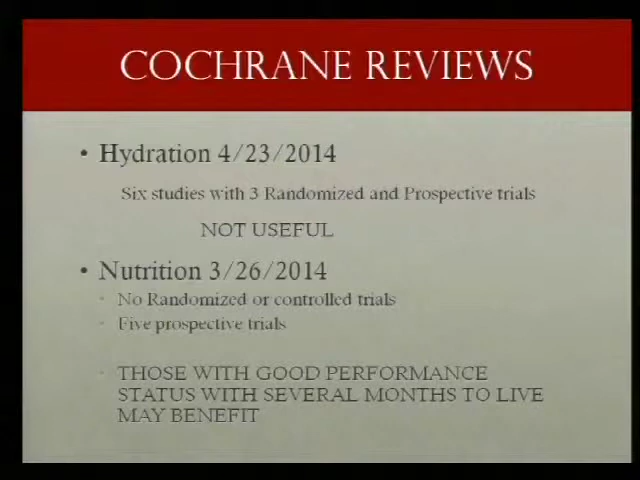 COCHRANE REVIEWS
• Hydration 4/23/2014
Six studies with 3 Randomized and Prospective trials
NOT USEFUL
• Nutrition 3/26/2014
• No Randomized or controlled trials
• Five prospective trials
• THOSE WITH GOOD PERFORMANCE
STATUS WITH SEVERAL MONTHS TO LIVE
MAY BENEFIT